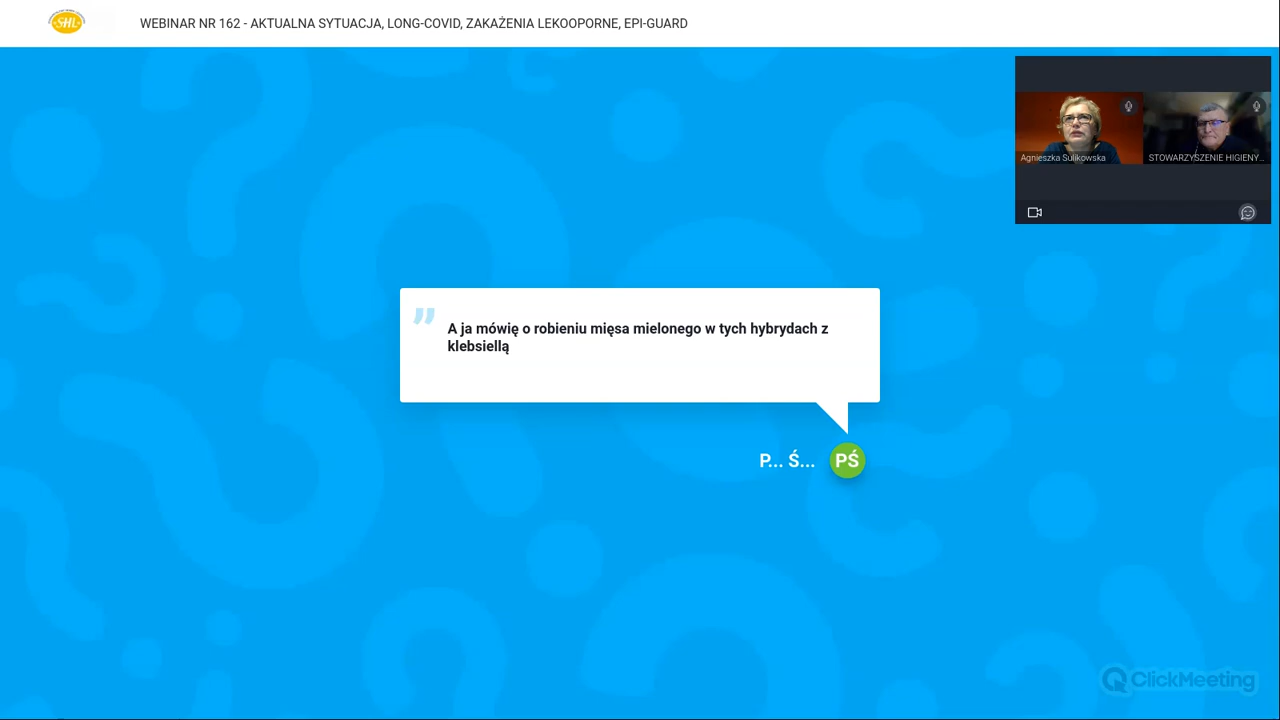 SHL
WEBINAR NR 162 - AKTUALNA SYTUACJA, LONG-COVID, ZAKAŻENIA LEKOOPORNE, EPI-GUARD
Agnieszka Sulikowska
STOWARZYSZENIE HIGIENY...
A ja mówię o robieniu mięsa mielonego w tych hybrydach z
klebsiellą
P... Ś...
PŚ
ClickMeeting